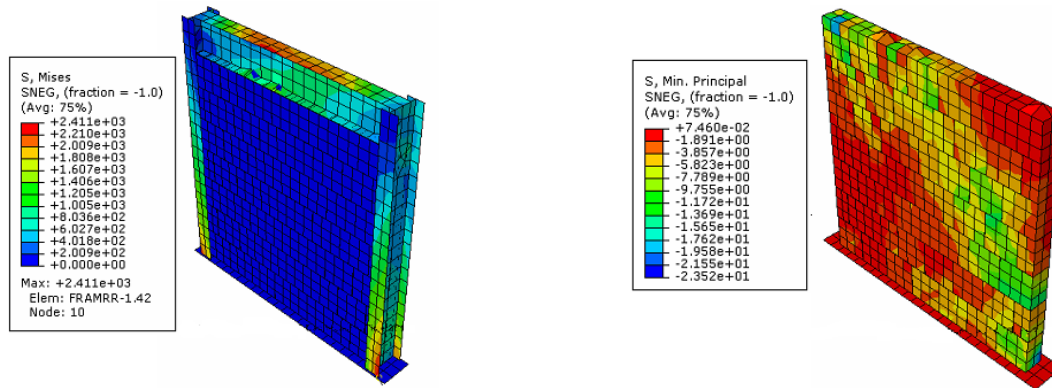 S, Mises
SNEG, (fraction = -1.0)
(Avg: 75%)
+2.411e+03
+2.210e+03
+2.009e+03
+1.808e+03
+1.607e+03
+1.406e+03
+1.205e+03
+1.005e+03
+8.036e+02
+6.027e+02
+4.018e+02
+2.009e+02
+0.000e+00
Max: +2.411e+03
Elem: FRAMRR-1.42
Node: 10
S, Min. Principal
SNEG, (fraction = -1.0)
(Avg: 75%)
+7.460e-02
-1.891e+00
-3.857e+00
-5.823e+00
-7.789e+00
-9.755e+00
-1.172e+01
-1.369e+01
-1.565e+01
-1.762e+01
-1.958e+01
-2.155e+01
-2.352e+01